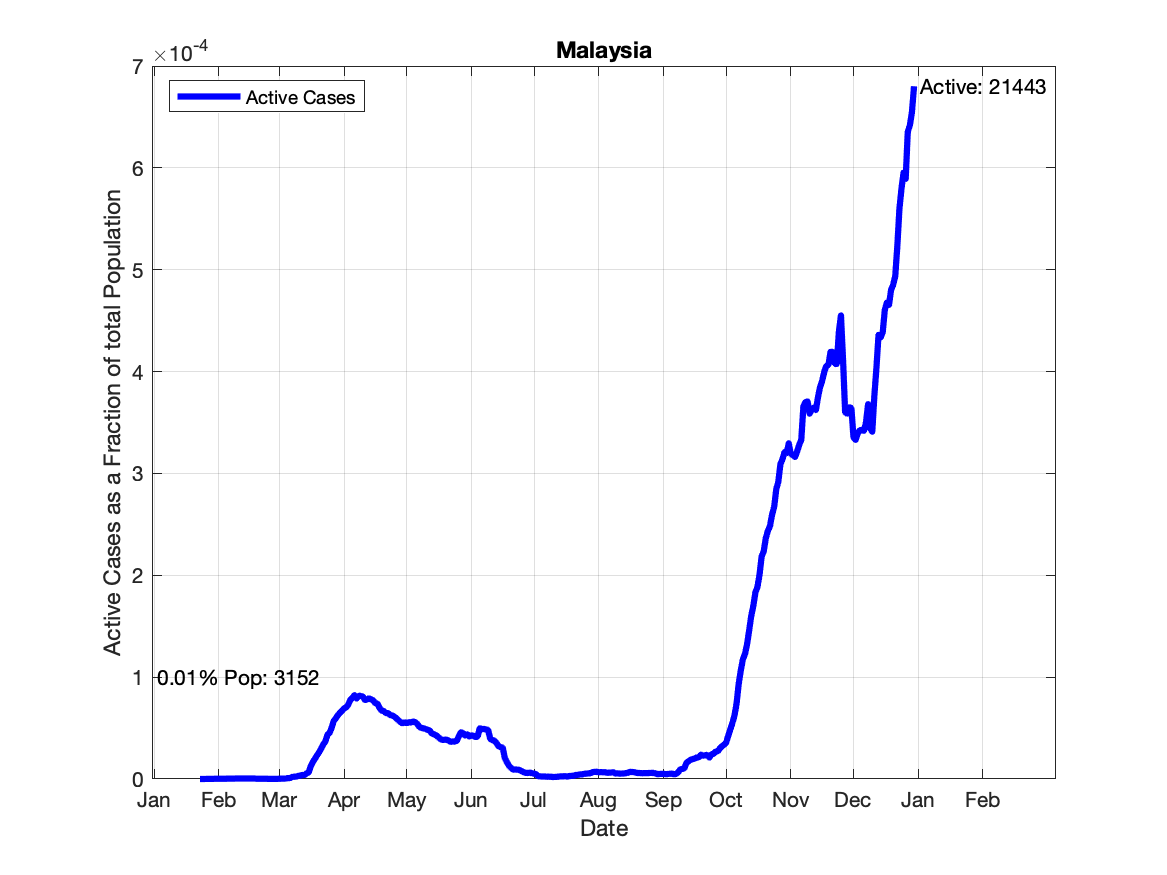 Malaysia
×10-4
7
6
5
4
3
2
1
0
Active Cases
Active: 21443
0.01% Pop: 3152
Active Cases as a Fraction of total Population
Jan Feb Mar Apr May Jun Jul Aug Sep Oct Nov Dec Jan Feb
Date